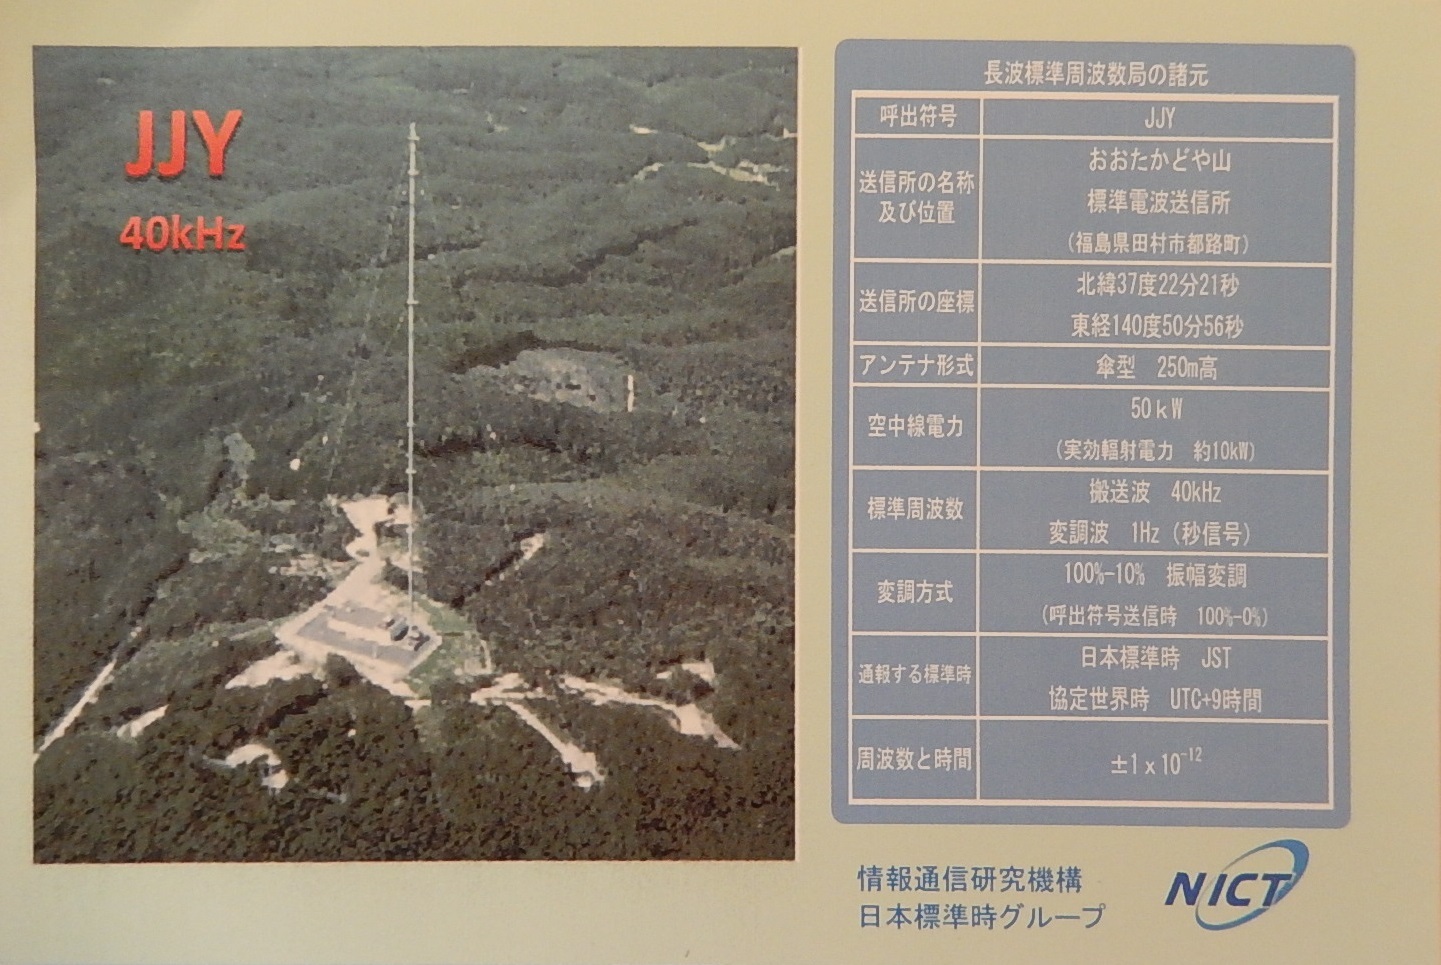 JJY
40kHz
長波標準周波数局の諸元
呼出符号 JJY
送信所の名称
及び位置
おおたかどや山
標準電波送信所
(福島県田村市都路町)
送信所の座標
北緯37度22分21秒
東経140度50分56秒
アンテナ形式 傘型 250m高
空中線電力
50kW
(実効輻射電力 約10kW)
標準周波数
搬送波 40kHz
変調波 1Hz (秒信号)
変調方式
100%-10% 振幅変調
(呼出符号送信時 100%-0%)
通報する標準時
日本標準時 JST
協定世界時 UTC+9時間
周波数と時間 ±1x10⁻¹²
情報通信研究機構
日本標準時グループ
NICT